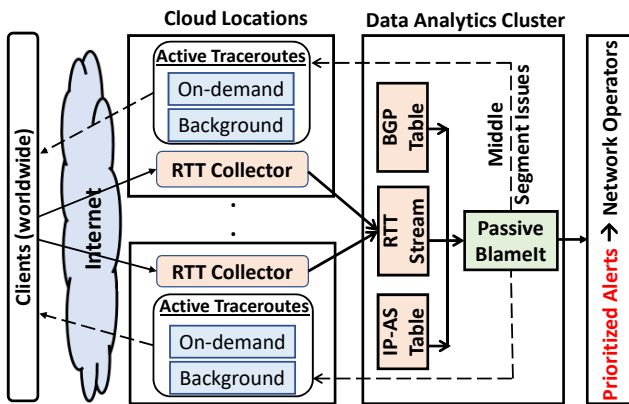 Cloud Locations
Data Analytics Cluster
Clients (worldwide)
Internet
Active Traceroutes
On-demand
Background
RTT Collector
.
.
RTT Collector
Active Traceroutes
On-demand
Background
BGP
Table
RTT
Stream
IP-AS
Table
Middle
Segment Issues
Passive
BlameIt
Prioritized Alerts → Network Operators